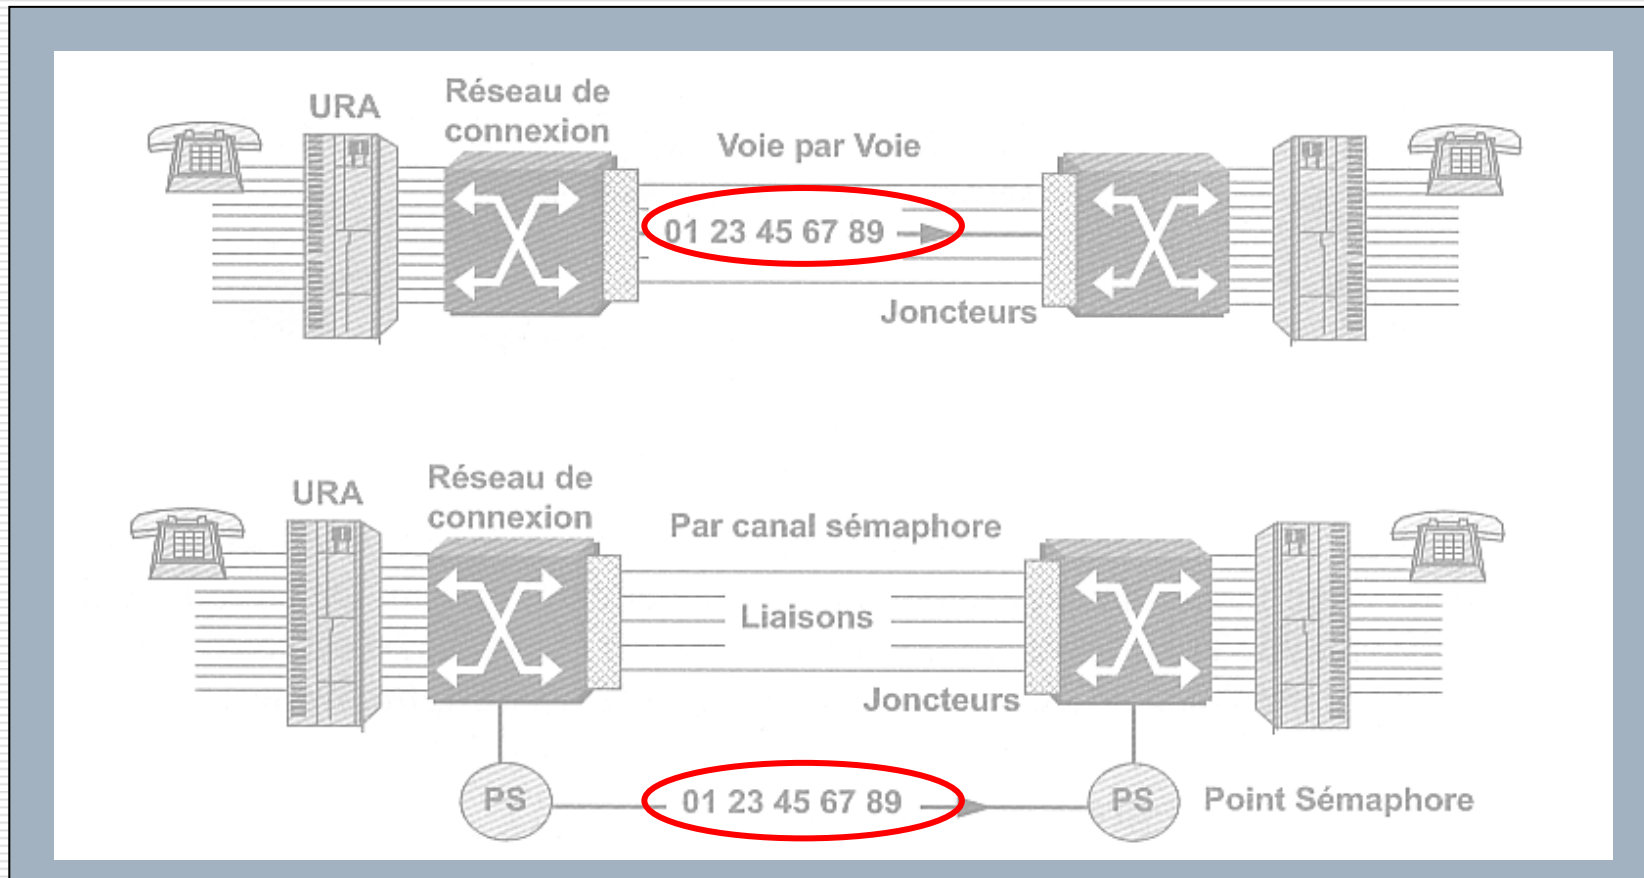 URA
Réseau de
connexion
Voie par Voie
01 23 45 67 89
Joncteurs
URA
Réseau de
connexion
Par canal sémaphore
Liaisons
Joncteurs
PS
01 23 45 67 89
PS
Point Sémaphore